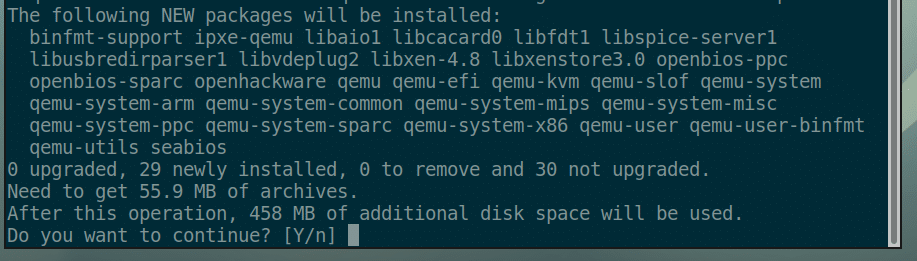 The following NEW packages will be installed:
binfmt-support ipxe-qemu libaio1 libcacard0 libfdt1 libspice-server1
libusbredirparser1 libvdeplug2 libxen-4.8 libxenstore3.0 openbios-ppc
openbios-sparc openhackware qemu qemu-efi qemu-kvm qemu-slof qemu-system
qemu-system-arm qemu-system-common qemu-system-mips qemu-system-misc
qemu-system-ppc qemu-system-sparc qemu-system-x86 qemu-user qemu-user-binfmt
qemu-utils seabios
0 upgraded, 29 newly installed, 0 to remove and 30 not upgraded.
Need to get 55.9 MB of archives.
After this operation, 458 MB of additional disk space will be used.
Do you want to continue? [Y/n]